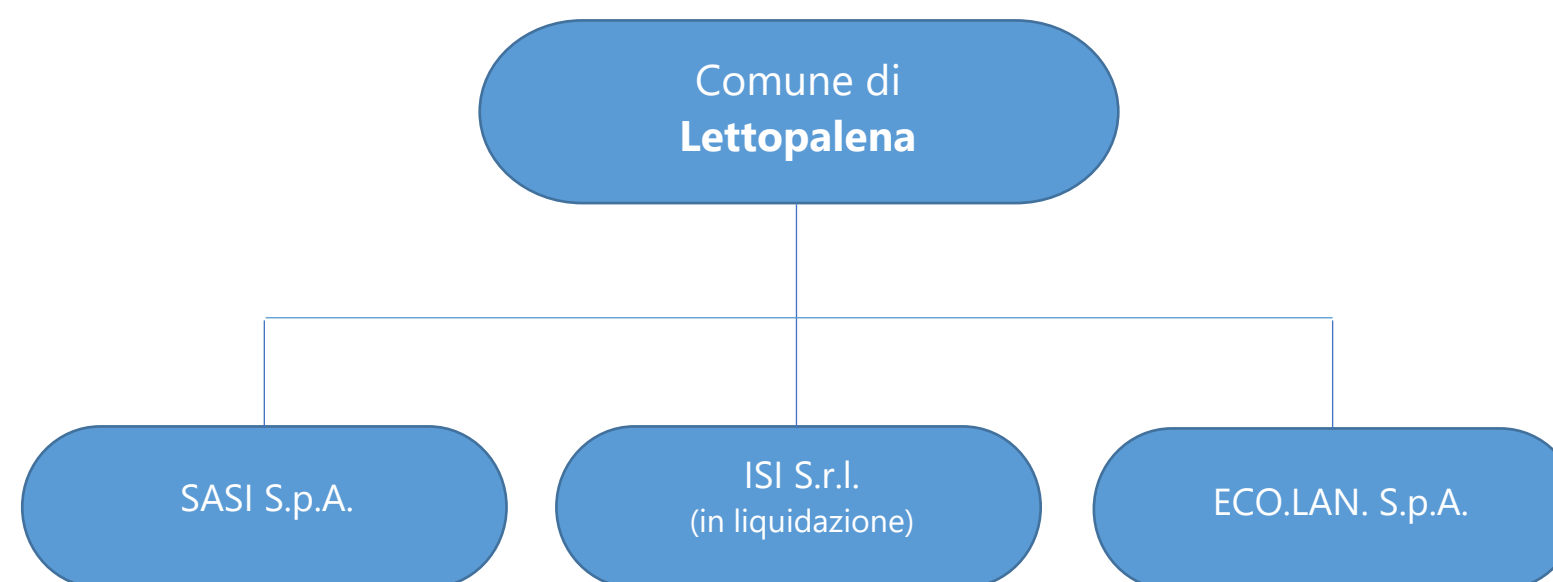 Comune di
Lettopalena
SASI S.p.A.
ISI S.r.l.
(in liquidazione)
ECO.LAN. S.p.A.